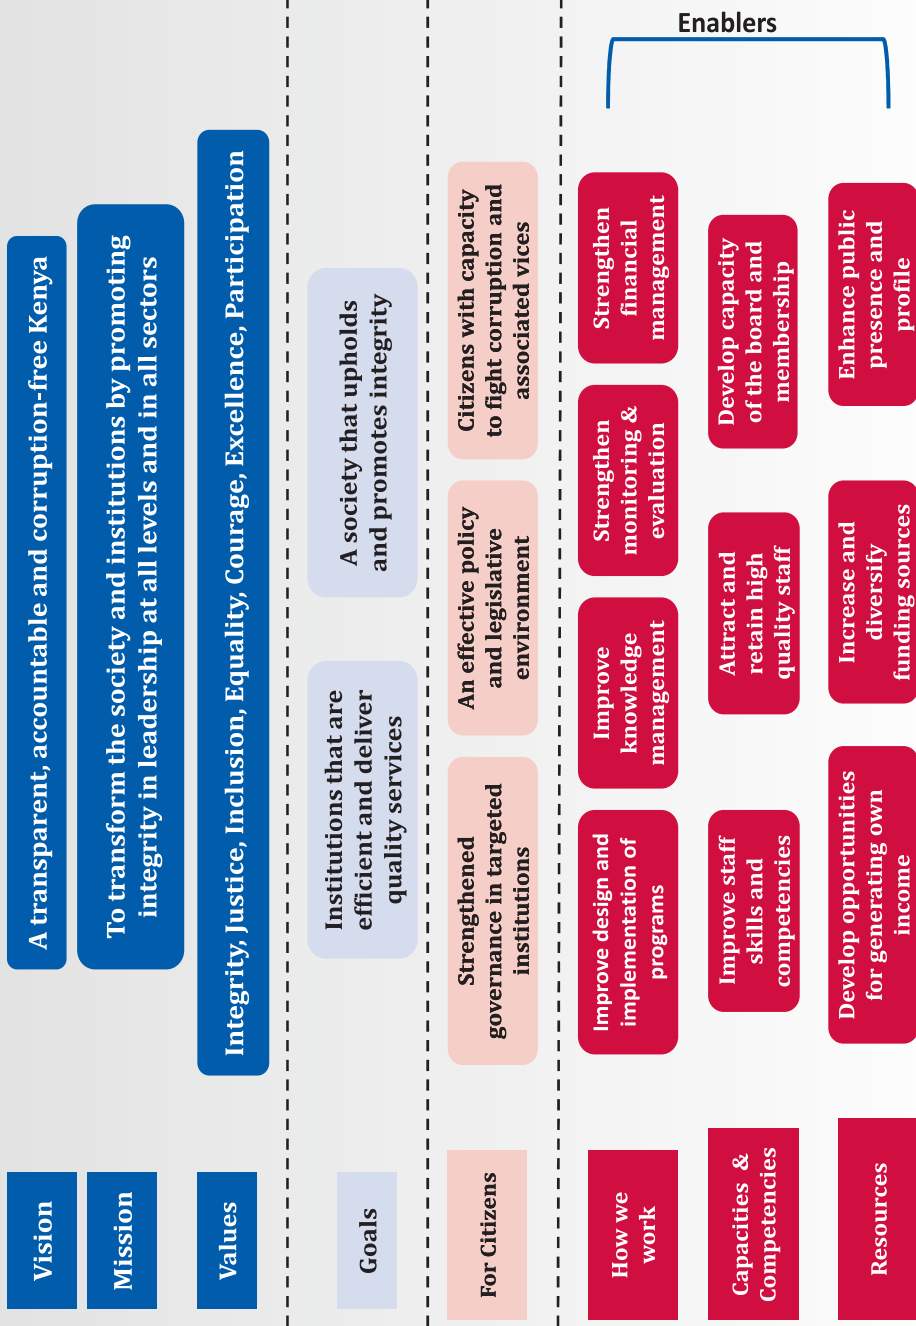 Vision
A transparent, accountable and corruption-free Kenya
Mission
To transform the society and institutions by promoting
integrity in leadership at all levels and in all sectors
Values
Integrity, Justice, Inclusion, Equality, Courage, Excellence, Participation
Goals
Institutions that are
efficient and deliver
quality services
A society that upholds
and promotes integrity
For Citizens
Strengthened
governance in targeted
institutions
An effective policy
and legislative
environment
Citizens with capacity
to fight corruption and
associated vices
How we
work
Improve design and
implementation of
programs
Improve
knowledge
management
Strengthen
monitoring &
evaluation
Strengthen
financial
management
Capacities &
Competencies
Improve staff
skills and
competencies
Attract and
retain high
quality staff
Develop capacity
of the board and
membership
Resources
Develop opportunities
for generating own
income
Increase and
diversify
funding sources
Enhance public
presence and
profile
Enablers